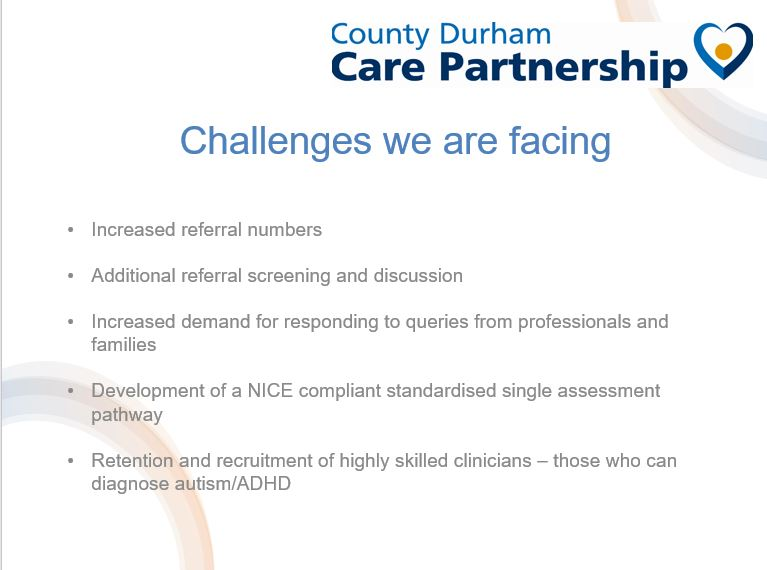 County Durham
Care Partnership
Challenges we are facing
• Increased referral numbers
• Additional referral screening and discussion
• Increased demand for responding to queries from professionals and
families
• Development of a NICE compliant standardised single assessment
pathway
• Retention and recruitment of highly skilled clinicians – those who can
diagnose autism/ADHD